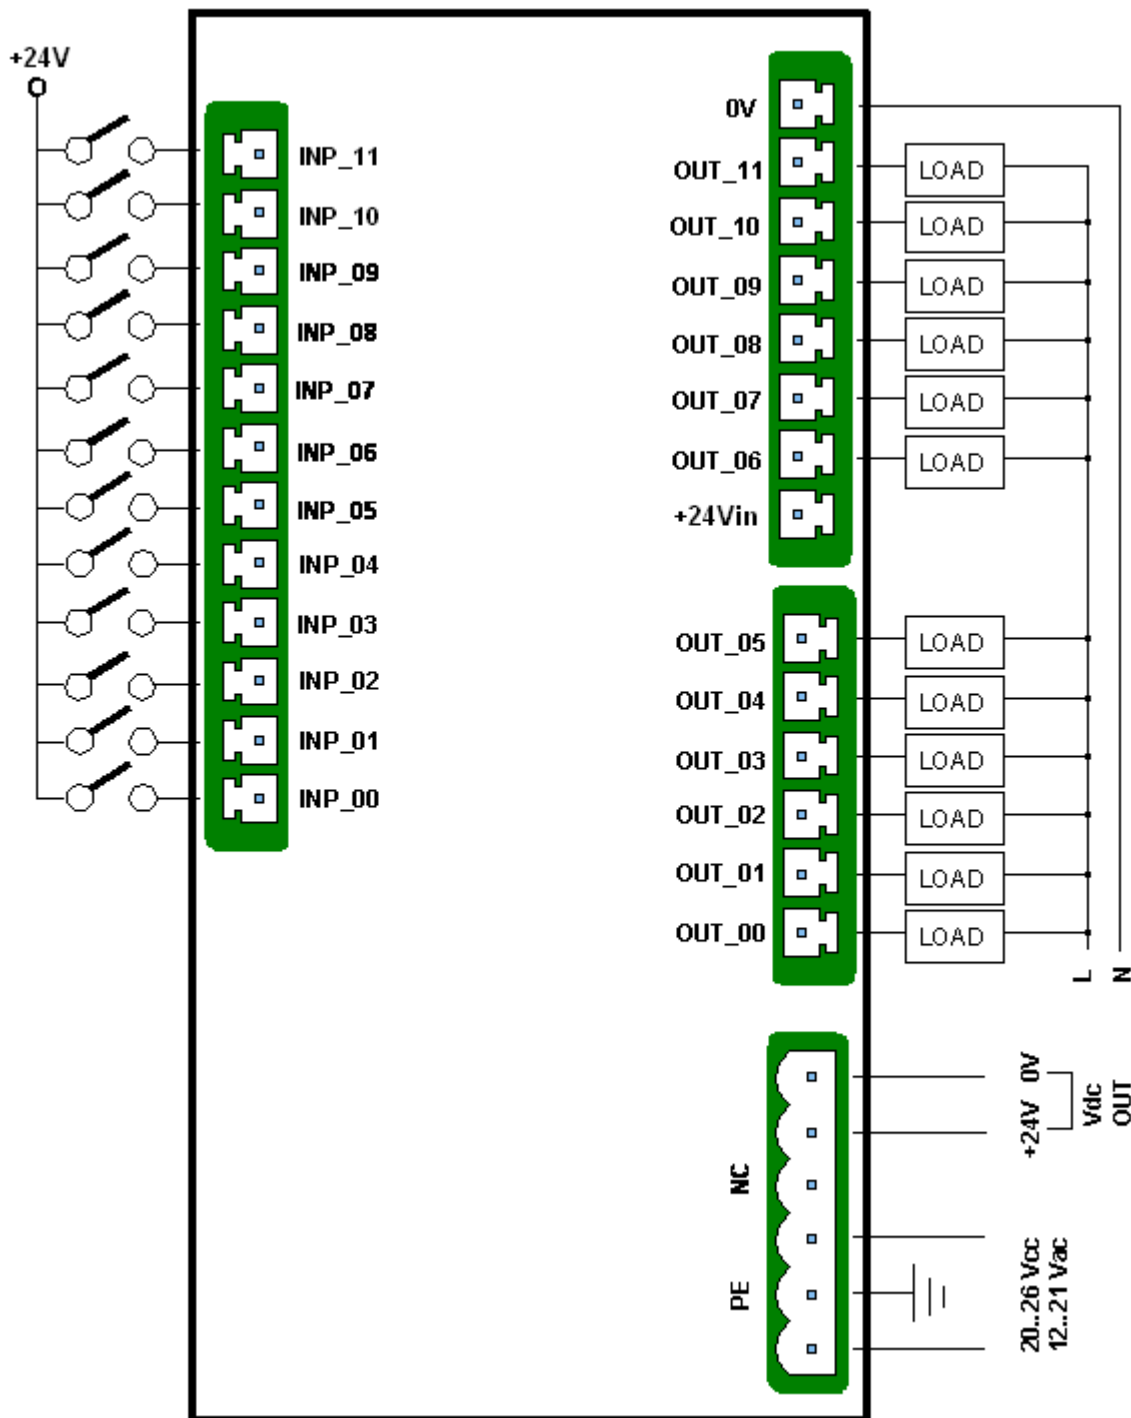 +24V
INP_11
INP_10
INP_09
INP_08
INP_07
INP_06
INP_05
INP_04
INP_03
INP_02
INP_01
INP_00
0V
OUT_11 LOAD
OUT_10 LOAD
OUT_09 LOAD
OUT_08 LOAD
OUT_07 LOAD
OUT_06 LOAD
+24Vin
OUT_05 LOAD
OUT_04 LOAD
OUT_03 LOAD
OUT_02 LOAD
OUT_01 LOAD
OUT_00 LOAD
L
N
0V
+24V
Vdc
OUT
NC
PE
20..26 Vcc
12..21 Vac